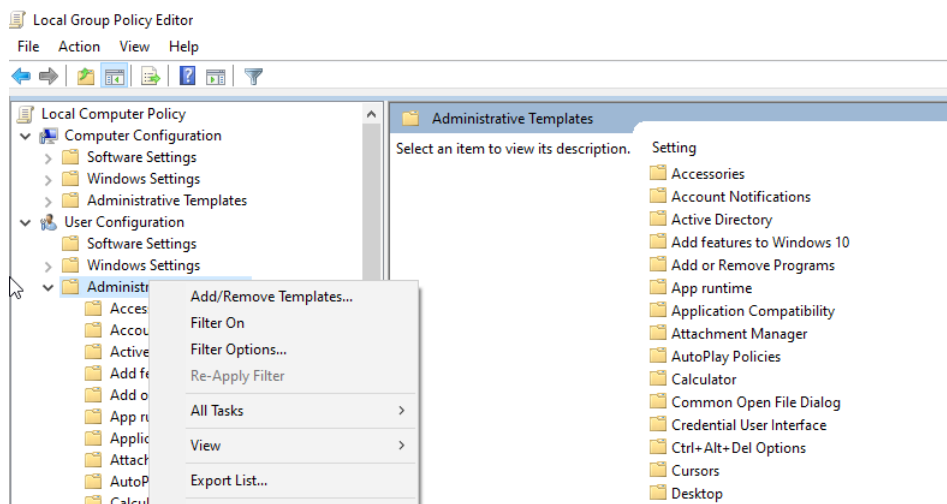 Local Group Policy Editor
File Action View Help
Local Computer Policy
Computer Configuration
Software Settings
Windows Settings
Administrative Templates
User Configuration
Software Settings
Windows Settings
Administr
Acces
Accou
Active
Add fe
Add o
App ru
Applic
Attach
AutoP
Calcul
Add/Remove Templates...
Filter On
Filter Options...
Re-Apply Filter
All Tasks
View
Export List...
Administrative Templates
Select an item to view its description.
Setting
Accessories
Account Notifications
Active Directory
Add features to Windows 10
Add or Remove Programs
App runtime
Application Compatibility
Attachment Manager
AutoPlay Policies
Calculator
Common Open File Dialog
Credential User Interface
Ctrl+Alt+Del Options
Cursors
Desktop